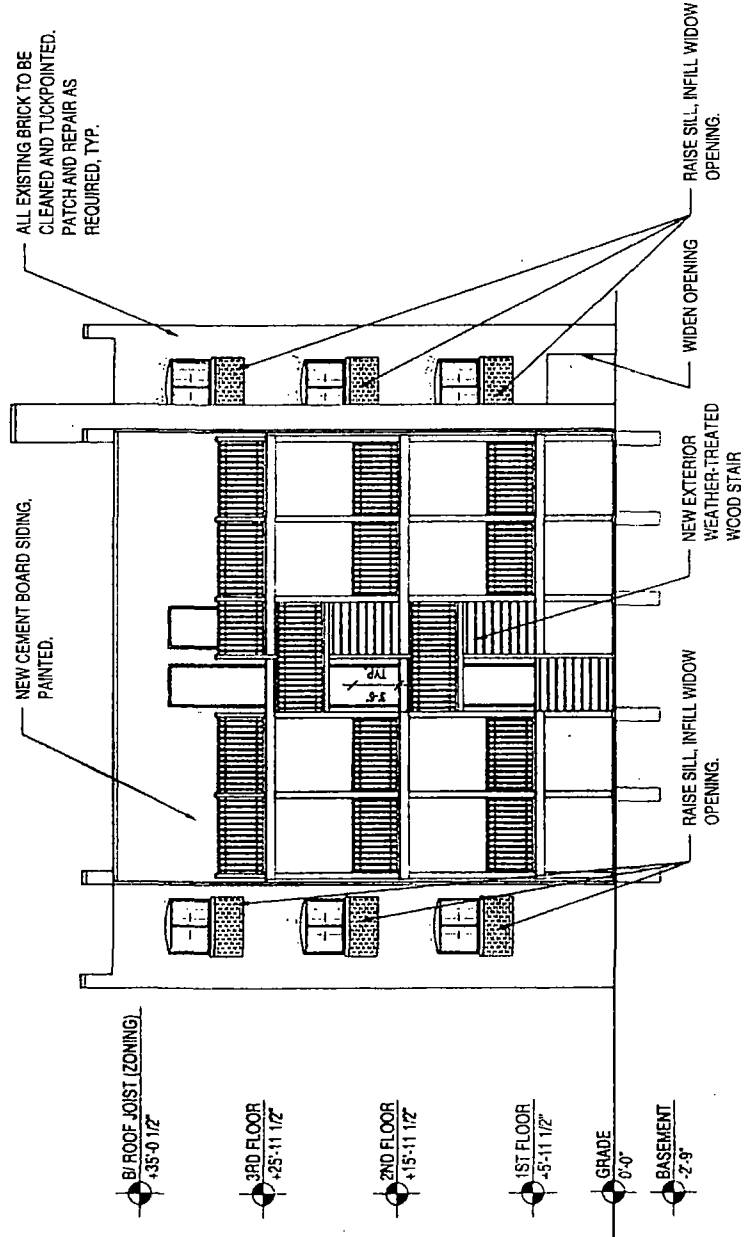 ALL EXISTING BRICK TO BE
CLEANED AND TUCKPOINTED.
PATCH AND REPAIR AS
REQUIRED, TYP.
NEW CEMENT BOARD SIDING,
PAINTED.
B/ ROOF JOIST (ZONING)
+35'-0 1/2"
3RD FLOOR
+25'-11 1/2"
2ND FLOOR
+15'-11 1/2"
1ST FLOOR
+5'-11 1/2"
GRADE
0'-0"
BASEMENT
-2'-9"
3'-6"
TYP.
RAISE SILL, INFILL WIDOW
OPENING.
NEW EXTERIOR
WEATHER-TREATED
WOOD STAIR
WIDEN OPENING
RAISE SILL, INFILL WIDOW
OPENING.